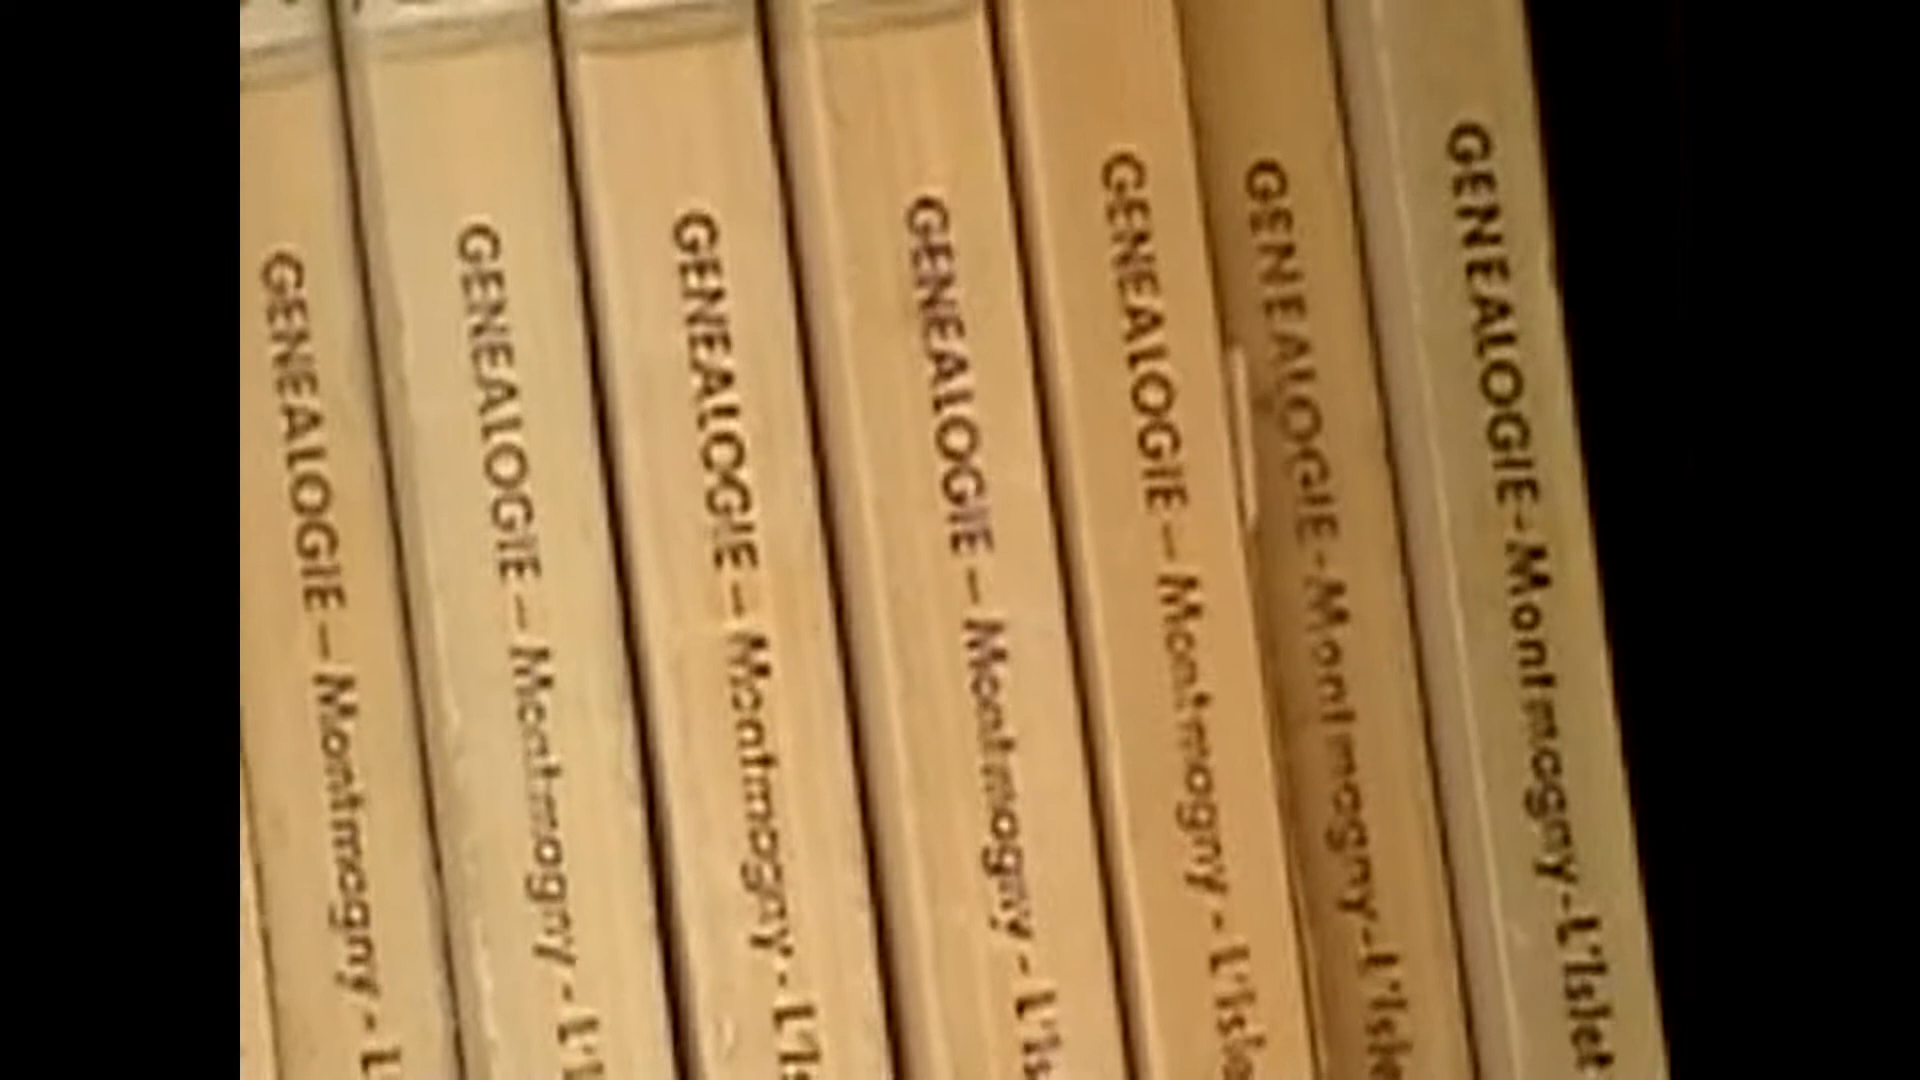 GENEALOGIE - Montmagny - L
GENEALOGIE - Montmagny - L'I
GENEALOGIE - Montmagny - L'Is
GENEALOGIE - Montmagny - L'Is
GENEALOGIE - Montmagny - L'Isle
GENEALOGIE - Montmagny - L'Isle
GENEALOGIE - Montmagny - L'Islet